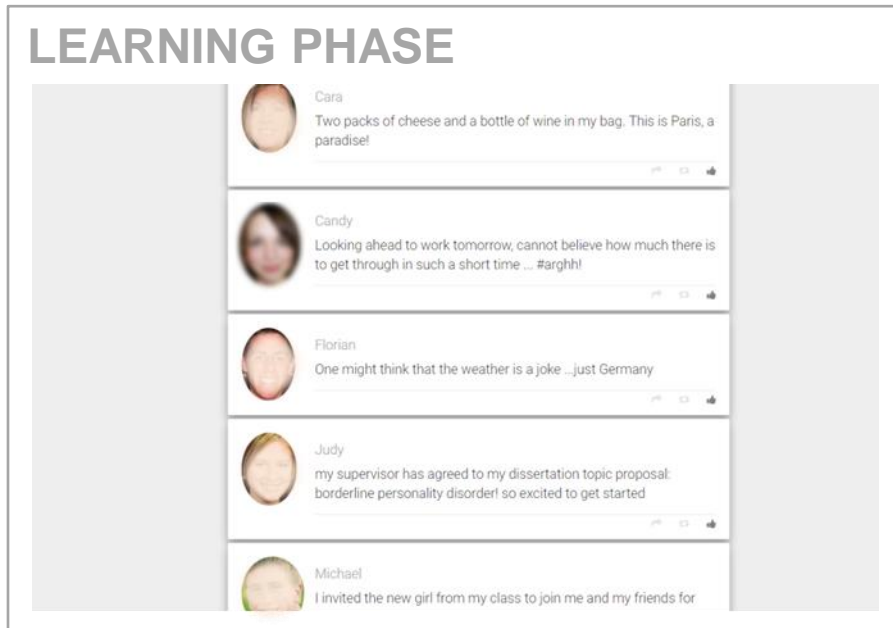 LEARNING PHASE
Cara
Two packs of cheese and a bottle of wine in my bag. This is Paris, a
paradise!
Candy
Looking ahead to work tomorrow, cannot believe how much there is
to get through in such a short time ... #arghh!
Florian
One might think that the weather is a joke ...just Germany
Judy
my supervisor has agreed to my dissertation topic proposal:
borderline personality disorder! so excited to get started
Michael
I invited the new girl from my class to join me and my friends for